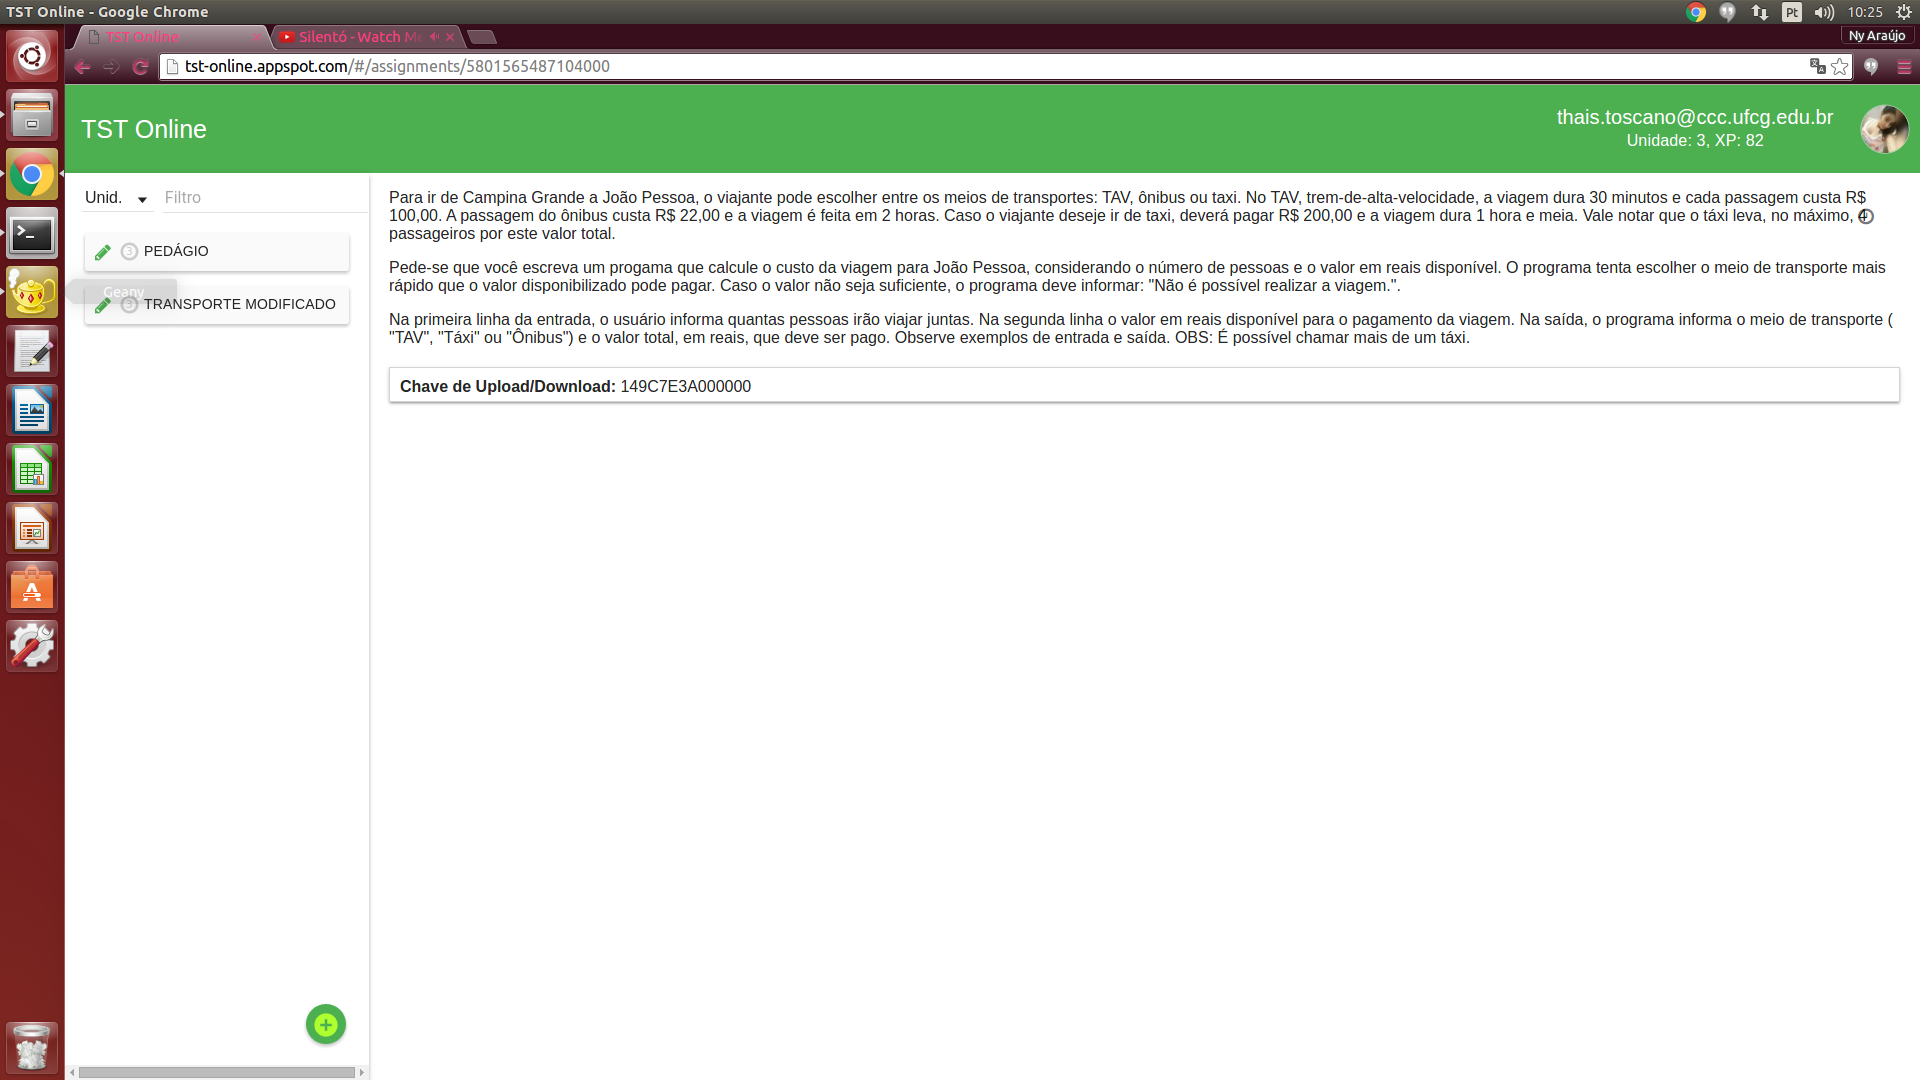 TST Online - Google Chrome
Pt
10:25
TST Online
Silentó - Watch Me
Ny Araújo
tst-online.appspot.com/#/assignments/5801565487104000
TST Online
thais.toscano@ccc.ufcg.edu.br
Unidade: 3, XP: 82
Unid.
Filtro
3 PEDÁGIO
Geany
3 TRANSPORTE MODIFICADO
Para ir de Campina Grande a João Pessoa, o viajante pode escolher entre os meios de transportes: TAV, ônibus ou taxi. No TAV, trem-de-alta-velocidade, a viagem dura 30 minutos e cada passagem custa R$
100,00. A passagem do ônibus custa R$ 22,00 e a viagem é feita em 2 horas. Caso o viajante deseje ir de taxi, deverá pagar R$ 200,00 e a viagem dura 1 hora e meia. Vale notar que o táxi leva, no máximo, 4
passageiros por este valor total.
Pede-se que você escreva um progama que calcule o custo da viagem para João Pessoa, considerando o número de pessoas e o valor em reais disponível. O programa tenta escolher o meio de transporte mais
rápido que o valor disponibilizado pode pagar. Caso o valor não seja suficiente, o programa deve informar: "Não é possível realizar a viagem.".
Na primeira linha da entrada, o usuário informa quantas pessoas irão viajar juntas. Na segunda linha o valor em reais disponível para o pagamento da viagem. Na saída, o programa informa o meio de transporte (
"TAV", "Táxi" ou "Ônibus") e o valor total, em reais, que deve ser pago. Observe exemplos de entrada e saída. OBS: É possível chamar mais de um táxi.
Chave de Upload/Download: 149C7E3A000000